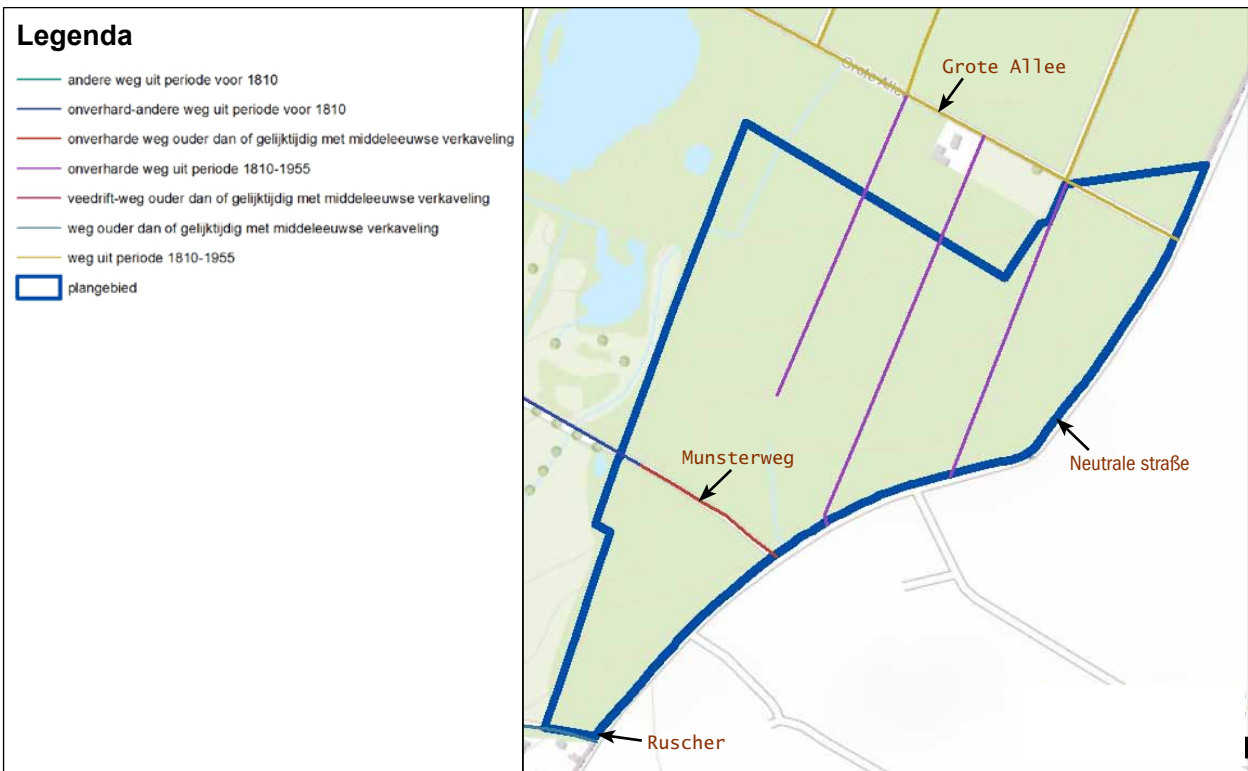 Legenda
andere weg uit periode voor 1810
onverhard-andere weg uit periode voor 1810
onverharde weg ouder dan of gelijktijdig met middeleeuwse verkaveling
onverharde weg uit periode 1810-1955
veedrift-weg ouder dan of gelijktijdig met middeleeuwse verkaveling
weg ouder dan of gelijktijdig met middeleeuwse verkaveling
weg uit periode 1810-1955
plangebied
Grote Allee
Grote Allee
Munsterweg
Neutrale straße
Ruscher